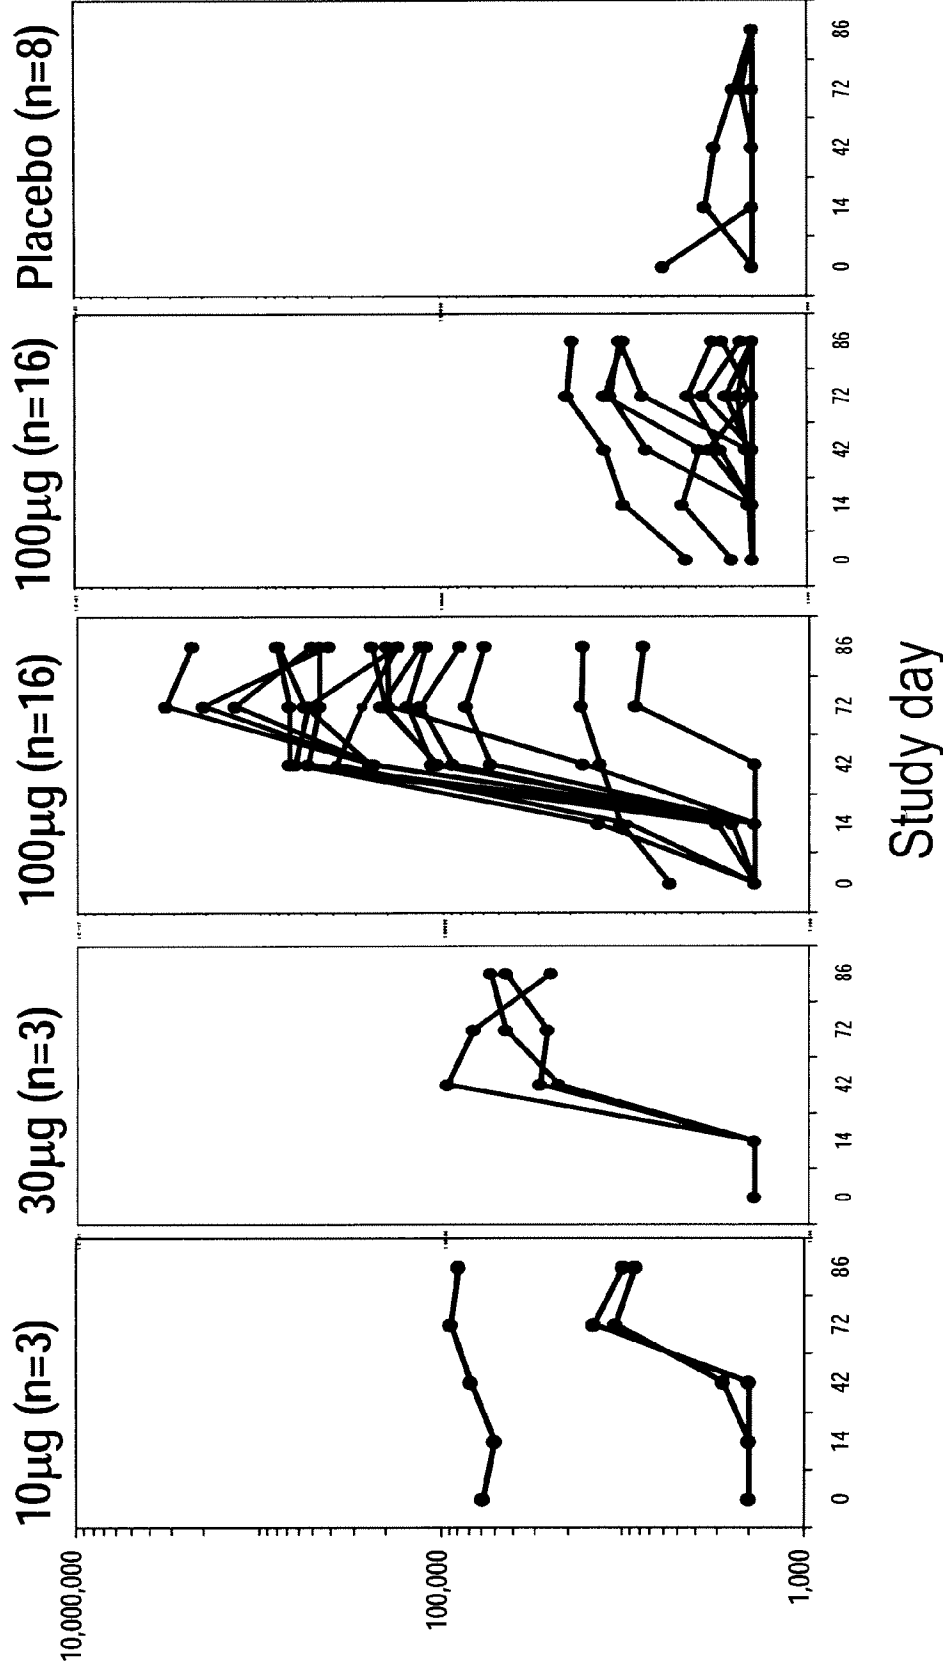 10µg (n=3) 30µg (n=3) 100µg (n=16) 100µg (n=16) Placebo (n=8)
10,000,000
100,000
1,000
0 14 42 72 86 0 14 42 72 86 0 14 42 72 86 0 14 42 72 86 0 14 42 72 86
Study day